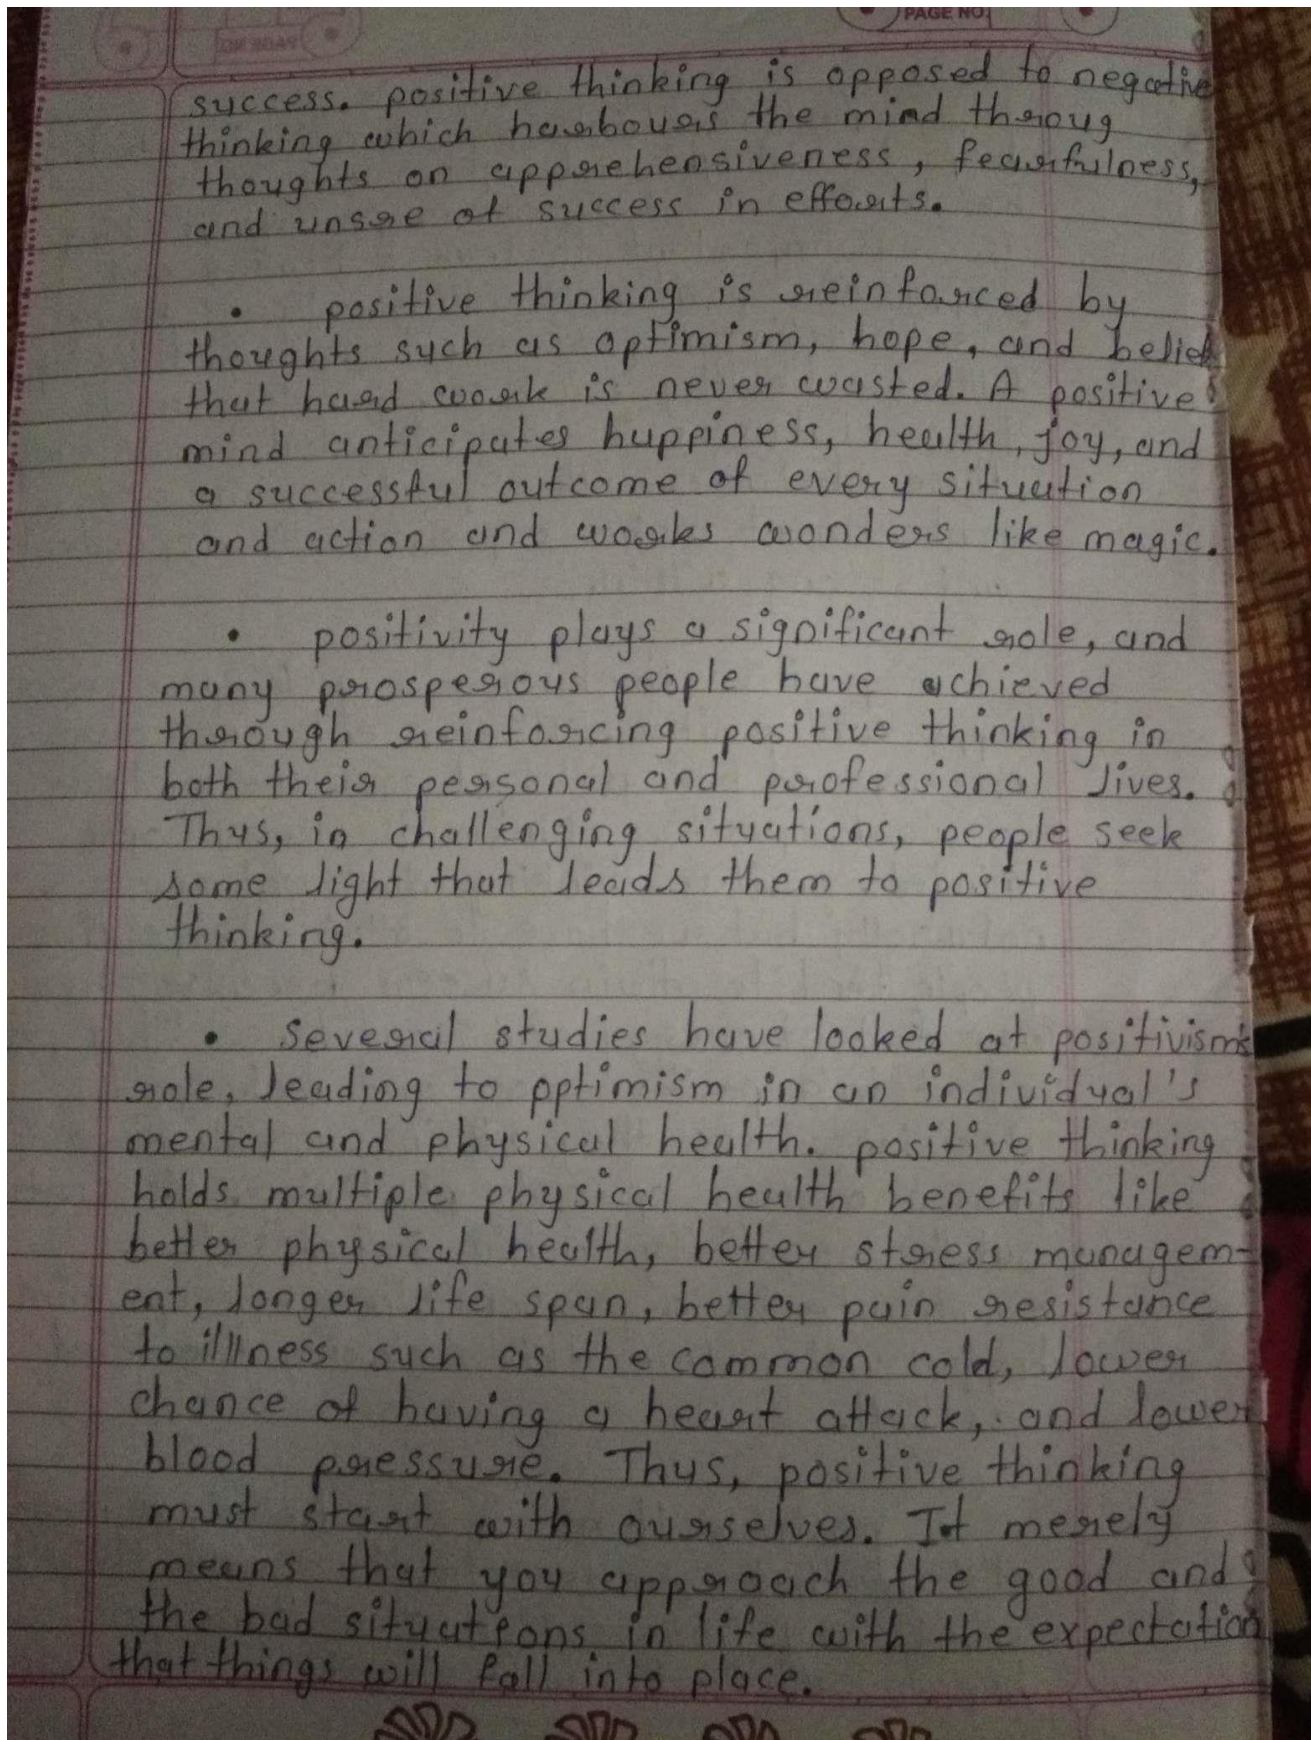 PAGE NO.
success. positive thinking is opposed to negative
thinking which harbours the mind throug
thoughts on apprehensiveness, fearfulness,
and unsre of success in efforts.
• positive thinking is reinforced by
thoughts such as optimism, hope, and belief
that hard work is never wasted. A positive
mind anticipates huppiness, health, joy, and
a successful outcome of every situation
and action and works wonders like magic.
• positivity plays a significant role, and
many prosperous people have achieved
through reinforcing positive thinking in
both their personal and professional lives.
Thus, in challenging situations, people seek
some light that leads them to positive
thinking.
• Several studies have looked at positivism's
role, leading to optimism in an individual's
mental and physical health. positive thinking
holds multiple physical health benefits like
better physical health, better stress managem-
ent, longer life span, better pain resistance
to illlness such as the common cold, lower
chance of having a heart attack, and lower
blood pressure. Thus, positive thinking
must start with ourselves. It merely
means that you approach the good and
the bad situations in life with the expectation
that things will fall into place.